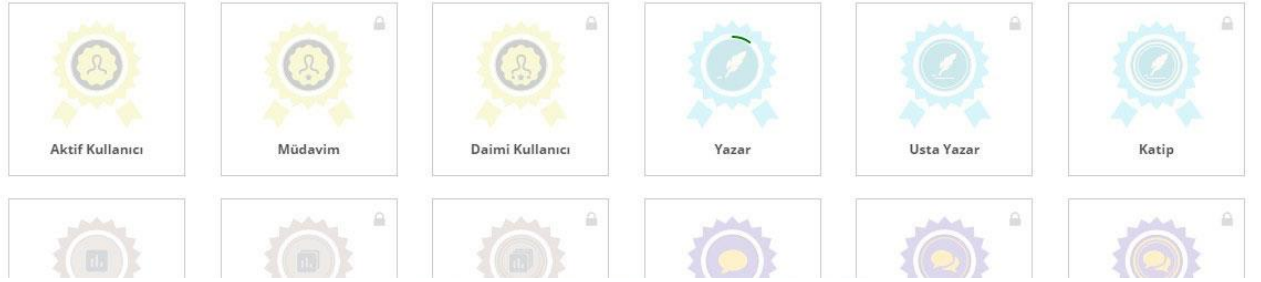 Aktif Kullanıcı
Müdavim
Daimi Kullanıcı
Yazar
Usta Yazar
Katip